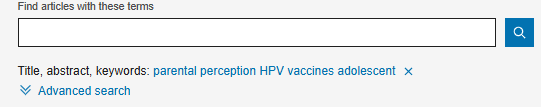 Find articles with these terms
Title, abstract, keywords: parental perception HPV vaccines adolescent ×
Advanced search